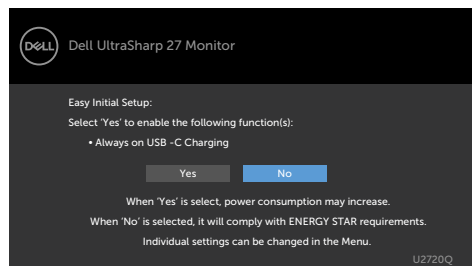 DELL
Dell UltraSharp 27 Monitor
Easy Initial Setup:
Select 'Yes' to enable the following function(s):
• Always on USB -C Charging
Yes No
When 'Yes' is select, power consumption may increase.
When 'No' is selected, it will comply with ENERGY STAR requirements.
Individual settings can be changed in the Menu.
U2720Q